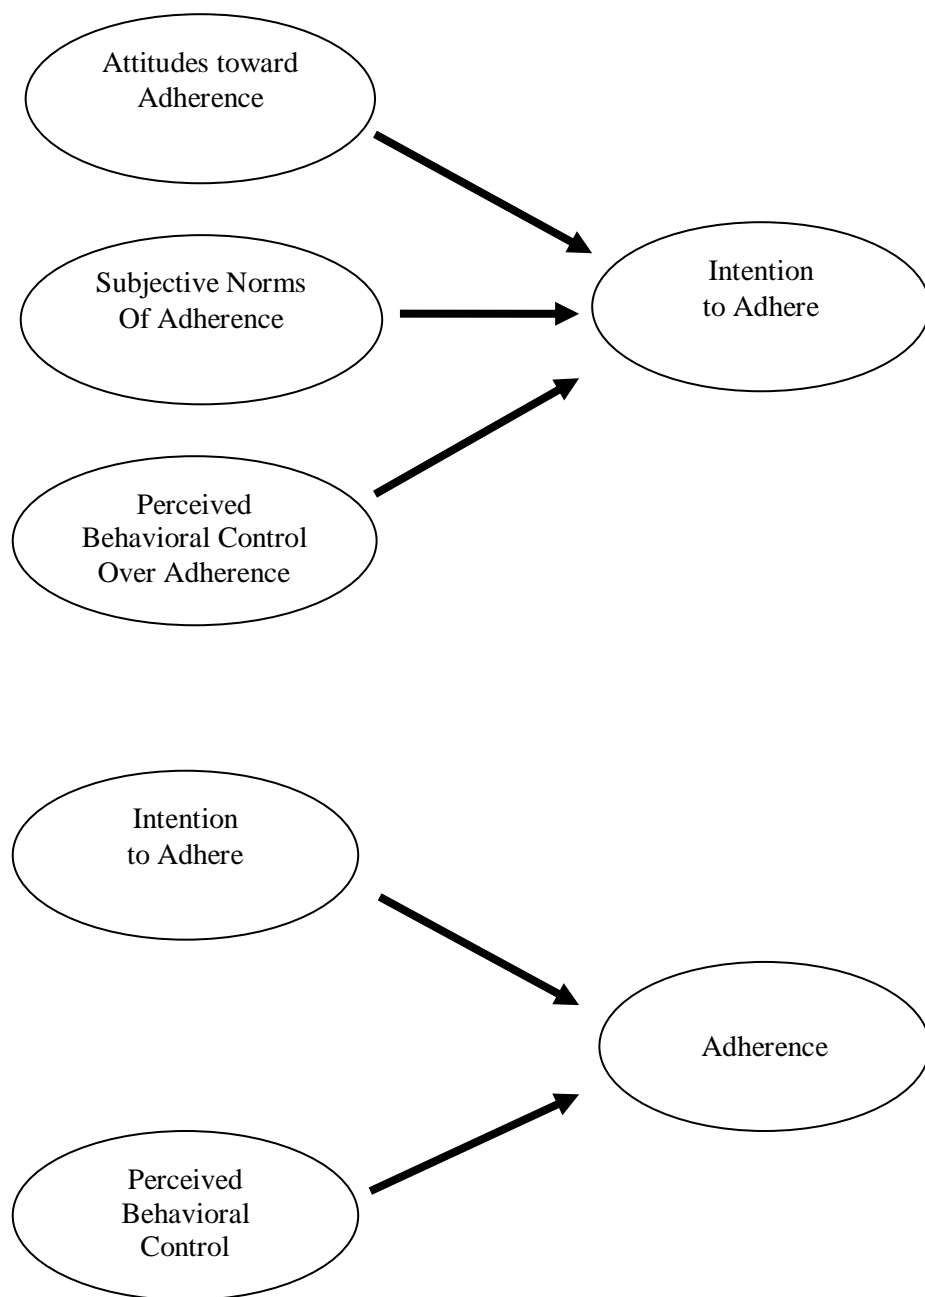 Attitudes toward
Adherence
Subjective Norms
Of Adherence
Intention
to Adhere
Perceived
Behavioral Control
Over Adherence
Intention
to Adhere
Adherence
Perceived
Behavioral
Control